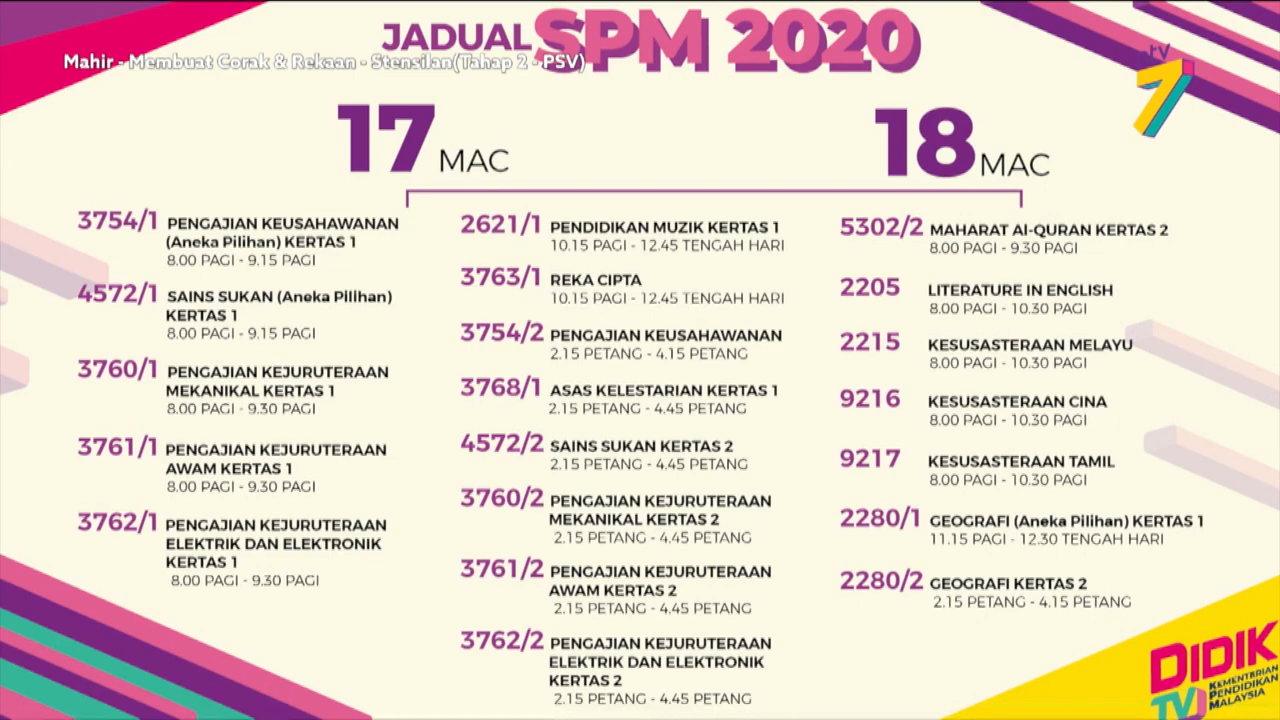 JADUAL SPM 2020
Mahir - Membuat Corak & Rekaan - Stensilan(Tahap 2 - PSV)
ntv
7
17 MAC
3754/1 PENGAJIAN KEUSAHAWANAN
(Aneka Pilihan) KERTAS 1
8.00 PAGI - 9.15 PAGI
4572/1 SAINS SUKAN (Aneka Pilihan)
KERTAS 1
8.00 PAGI - 9.15 PAGI
3760/1 PENGAJIAN KEJURUTERAAN
MEKANIKAL KERTAS 1
8.00 PAGI - 9.30 PAGI
3761/1 PENGAJIAN KEJURUTERAAN
AWAM KERTAS 1
8.00 PAGI - 9.30 PAGI
3762/1 PENGAJIAN KEJURUTERAAN
ELEKTRIK DAN ELEKTRONIK
KERTAS 1
8.00 PAGI - 9.30 PAGI
2621/1 PENDIDIKAN MUZIK KERTAS 1
10.15 PAGI - 12.45 TENGAH HARI
3763/1 REKA CIPTA
10.15 PAGI - 12.45 TENGAH HARI
3754/2 PENGAJIAN KEUSAHAWANAN
2.15 PETANG - 4.15 PETANG
3768/1 ASAS KELESTARIAN KERTAS 1
2.15 PETANG - 4.45 PETANG
4572/2 SAINS SUKAN KERTAS 2
2.15 PETANG - 4.45 PETANG
3760/2 PENGAJIAN KEJURUTERAAN
MEKANIKAL KERTAS 2
2.15 PETANG - 4.45 PETANG
3761/2 PENGAJIAN KEJURUTERAAN
AWAM KERTAS 2
2.15 PETANG - 4.45 PETANG
3762/2 PENGAJIAN KEJURUTERAAN
ELEKTRIK DAN ELEKTRONIK
KERTAS 2
2.15 PETANG - 4.45 PETANG
18 MAC
5302/2 MAHARAT Al-QURAN KERTAS 2
8.00 PAGI - 9.30 PAGI
2205 LITERATURE IN ENGLISH
8.00 PAGI - 10.30 PAGI
2215 KESUSASTERAAN MELAYU
8.00 PAGI - 10.30 PAGI
9216 KESUSASTERAAN CINA
8.00 PAGI - 10.30 PAGI
9217 KESUSASTERAAN TAMIL
8.00 PAGI - 10.30 PAGI
2280/1 GEOGRAFI (Aneka Pilihan) KERTAS 1
11.15 PAGI - 12.30 TENGAH HARI
2280/2 GEOGRAFI KERTAS 2
2.15 PETANG - 4.15 PETANG
DIDIK
TV
KEMENTERIAN
PENDIDIKAN
MALAYSIA